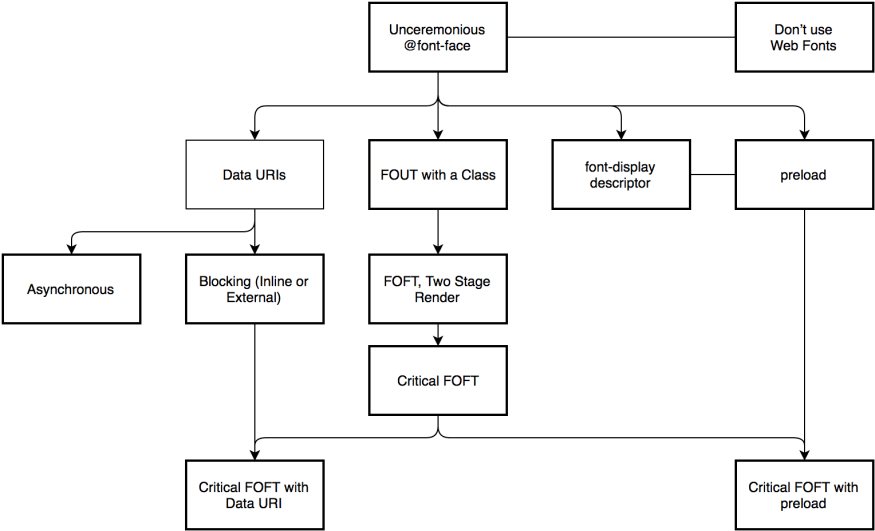 Unceremonious
@font-face
Don’t use
Web Fonts
Data URIs
FOUT with a Class
font-display
descriptor
preload
Asynchronous
Blocking (Inline or
External)
FOFT, Two Stage
Render
Critical FOFT
Critical FOFT with
Data URI
Critical FOFT with
preload